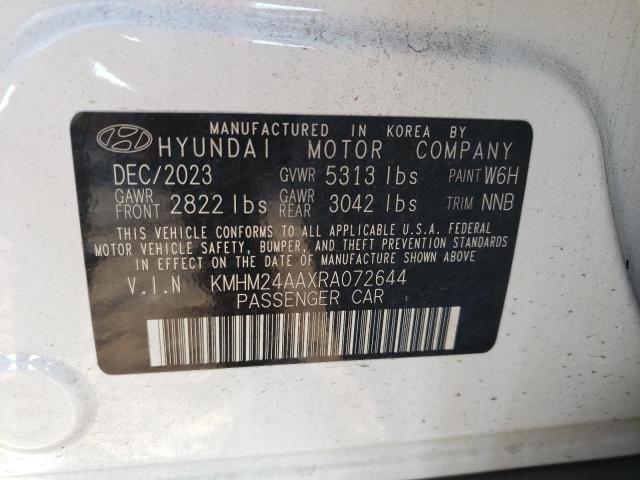 MANUFACTURED IN KOREA BY
HYUNDAI MOTOR COMPANY
DEC/2023 GVWR 5313 lbs PAINT W6H
GAWR FRONT 2822 lbs GAWR REAR 3042 lbs TRIM NNB
THIS VEHICLE CONFORMS TO ALL APPLICABLE U.S.A. FEDERAL
MOTOR VEHICLE SAFETY, BUMPER, AND THEFT PREVENTION STANDARDS
IN EFFECT ON THE DATE OF MANUFACTURE SHOWN ABOVE
V.I.N KMHM24AAXRA072644
PASSENGER CAR